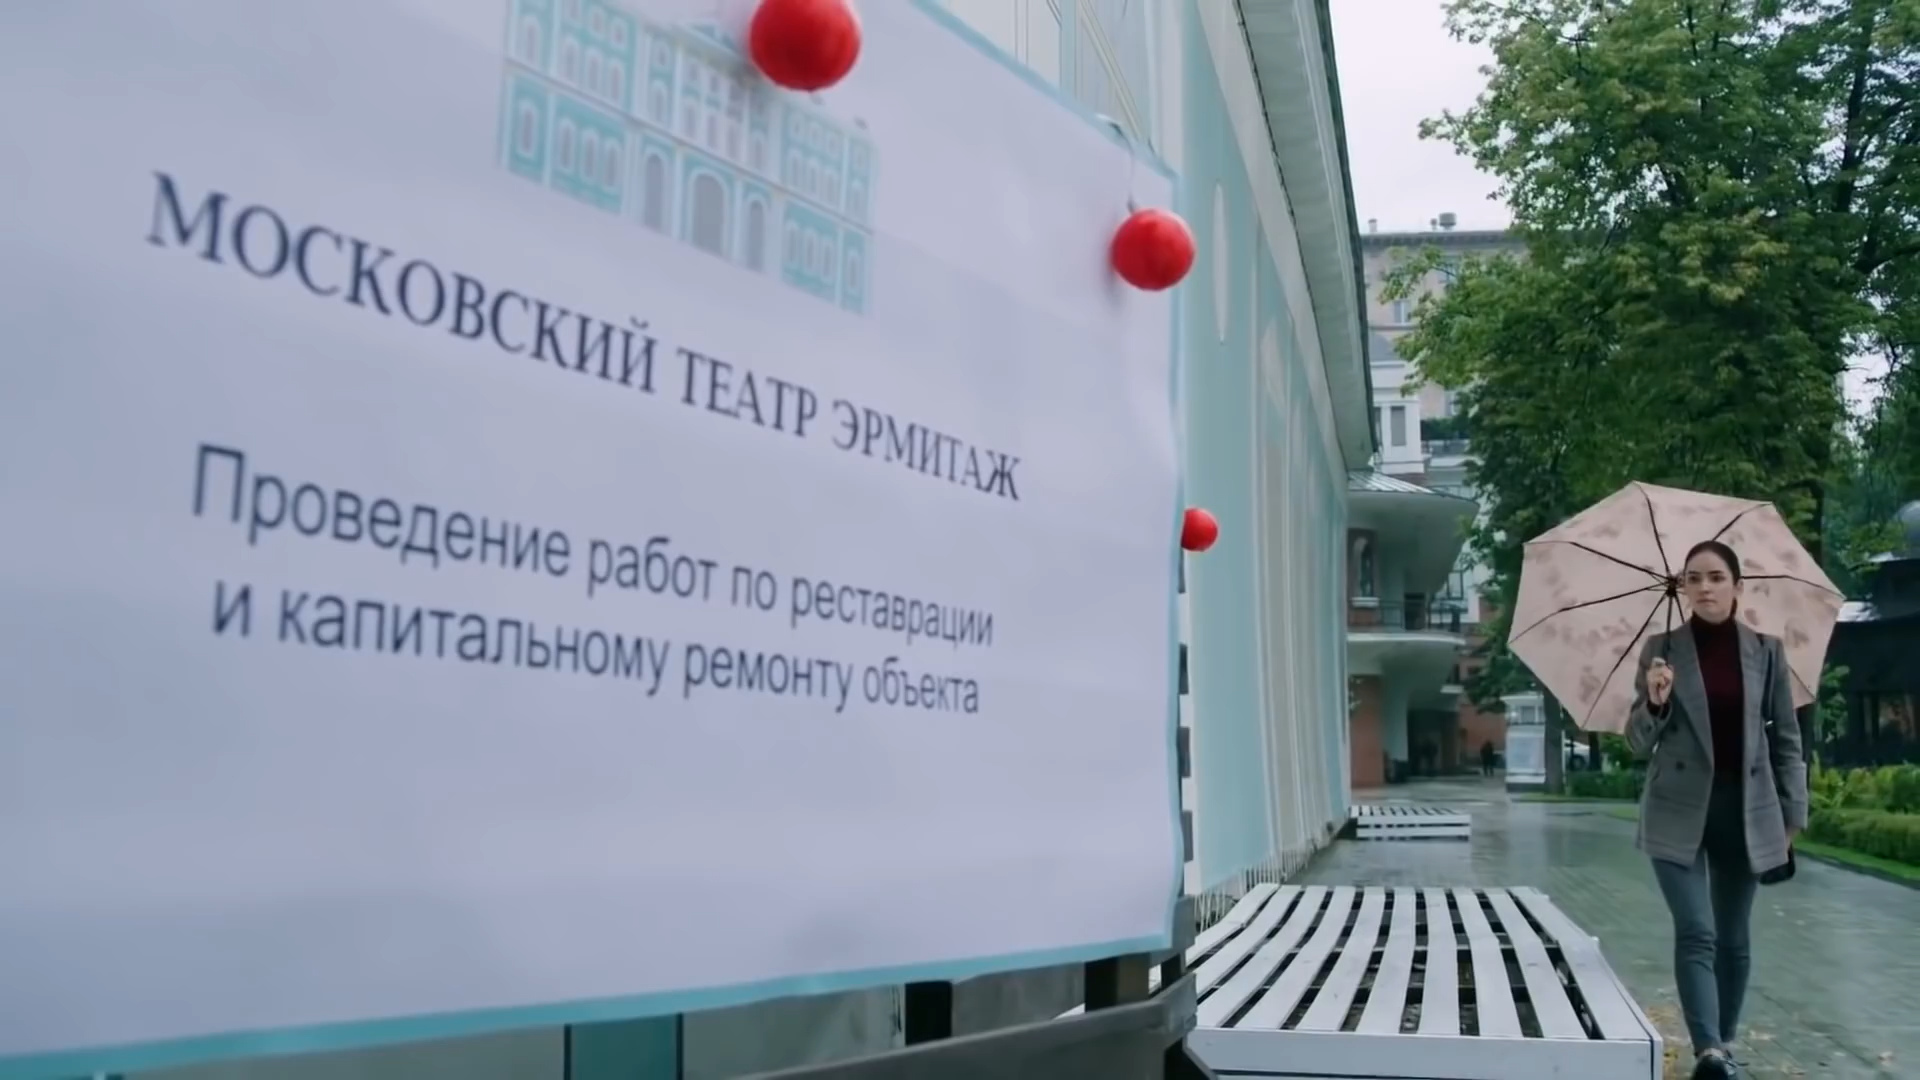 МОСКОВСКИЙ ТЕАТР ЭРМИТАЖ
Проведение работ по реставрации
и капитальному ремонту объекта